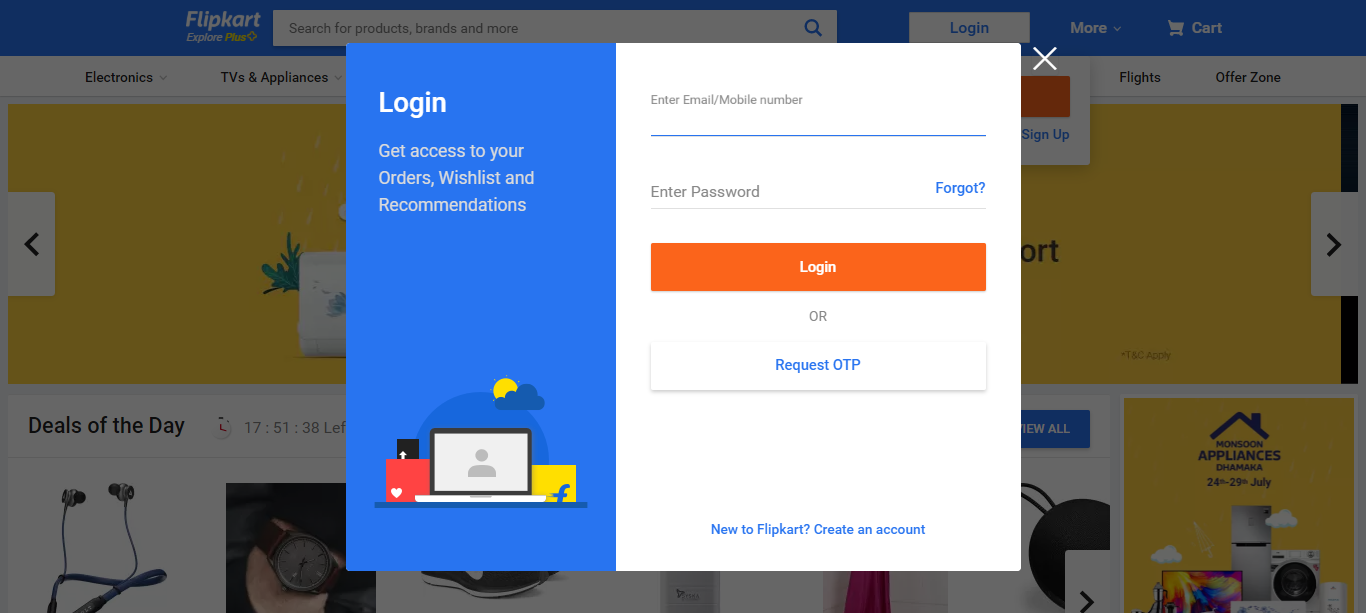 Flipkart
Explore Plus
Search for products, brands and more
Login
More
Cart
Electronics
TVs & Appliances
Flights
Offer Zone
Login
Get access to your
Orders, Wishlist and
Recommendations
Enter Email/Mobile number
Enter Password
Forgot?
Login
OR
Request OTP
New to Flipkart? Create an account
Sign Up
ort
*T&C Apply
Deals of the Day
17 : 51 : 38 Lef
VIEW ALL
MONSOON
APPLIANCES
DHAMAKA
24th-29th July